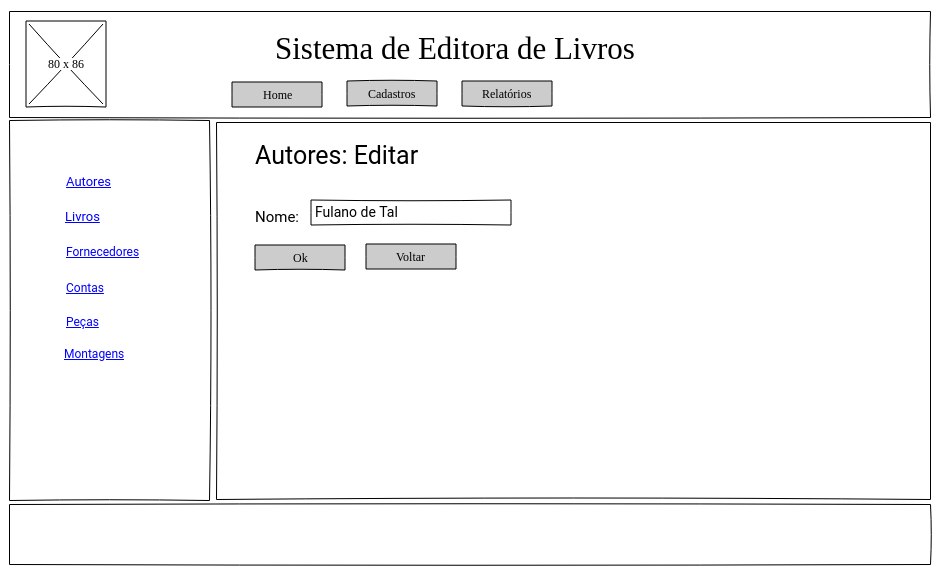 Sistema de Editora de Livros
80 x 86
Home
Cadastros
Relatórios
Autores
Livros
Fornecedores
Contas
Peças
Montagens
Autores: Editar
Nome: Fulano de Tal
Ok
Voltar